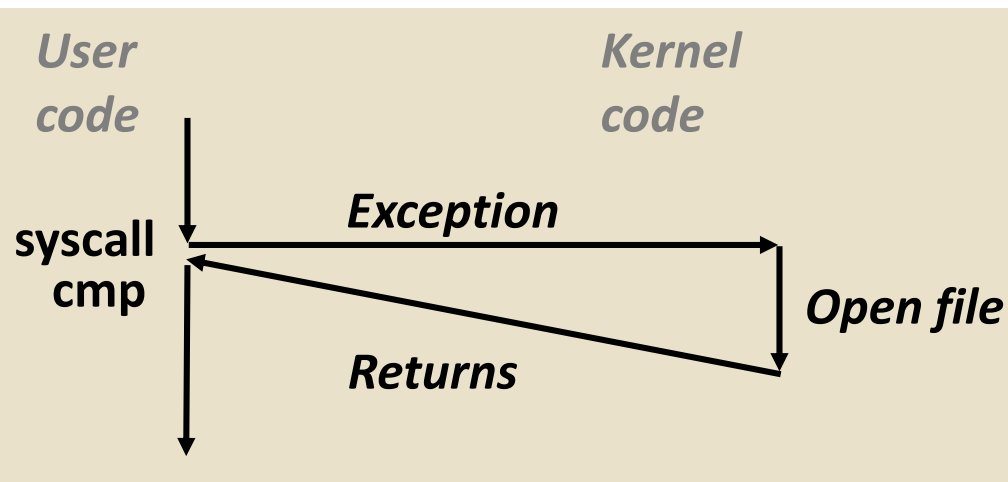 User
code
Kernel
code
Exception
syscall
cmp
Open file
Returns